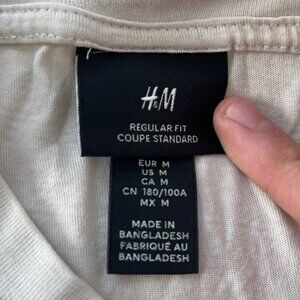 H&M
REGULAR FIT
COUPE STANDARD
EUR M
US M
CA M
CN 180/100A
MX M
MADE IN
BANGLADESH
FABRIQUÉ AU
BANGLADESH